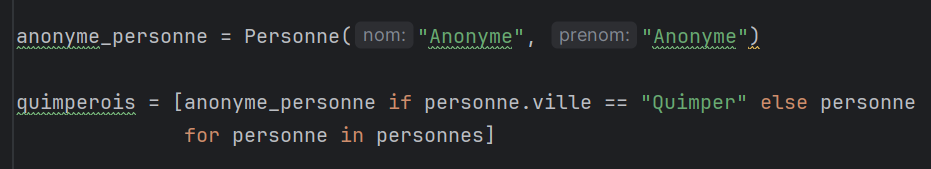 anonyme_personne = Personne( nom: "Anonyme", prenom: "Anonyme")
quimperois = [anonyme_personne if personne.ville == "Quimper" else personne
for personne in personnes]